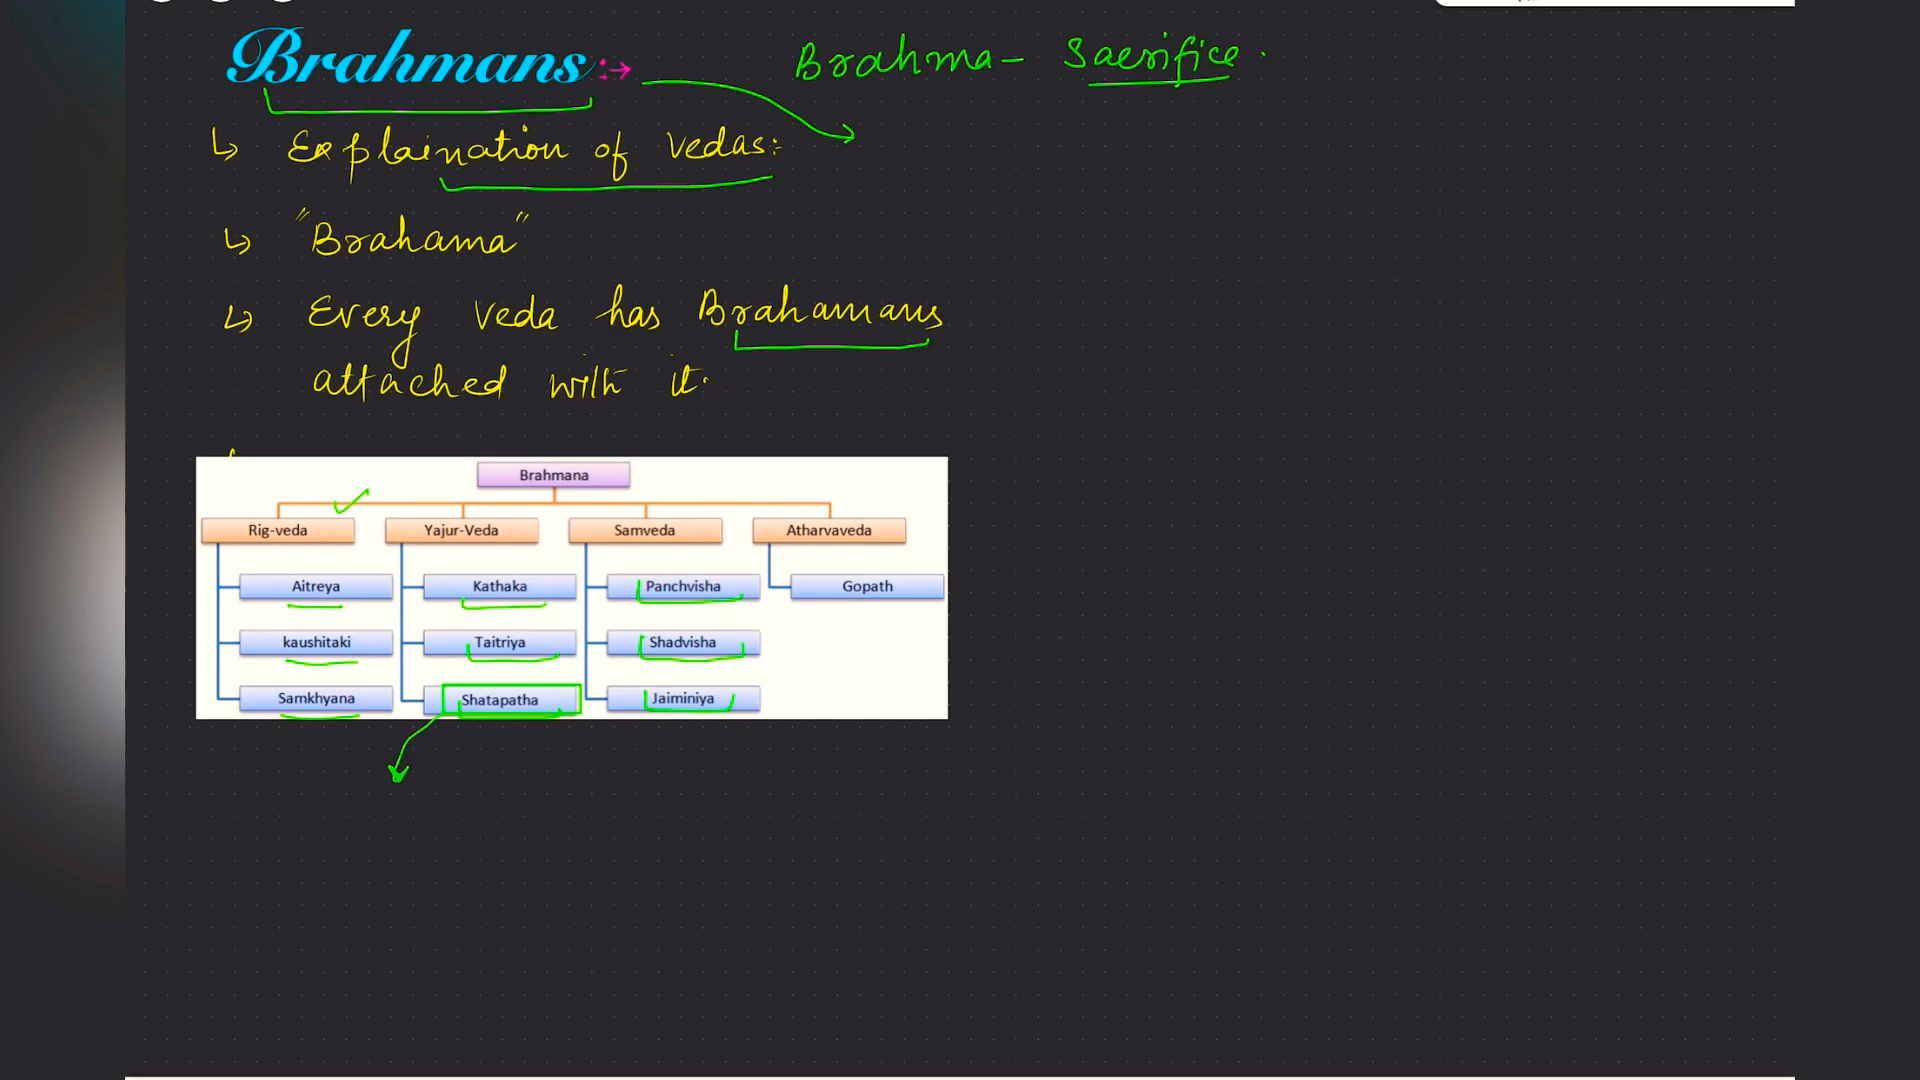 Brahmans :→
Brahma - Sacrifice.
↳ Explaination of Vedas:
↳ "Brahama"
↳ Every Veda has Brahamans
attached with it.
Brahmana
Rig-veda Yajur-Veda Samveda Atharvaveda
Aitreya Kathaka Panchvisha Gopath
kaushitaki Taitriya Shadvisha
Samkhyana Shatapatha Jaiminiya